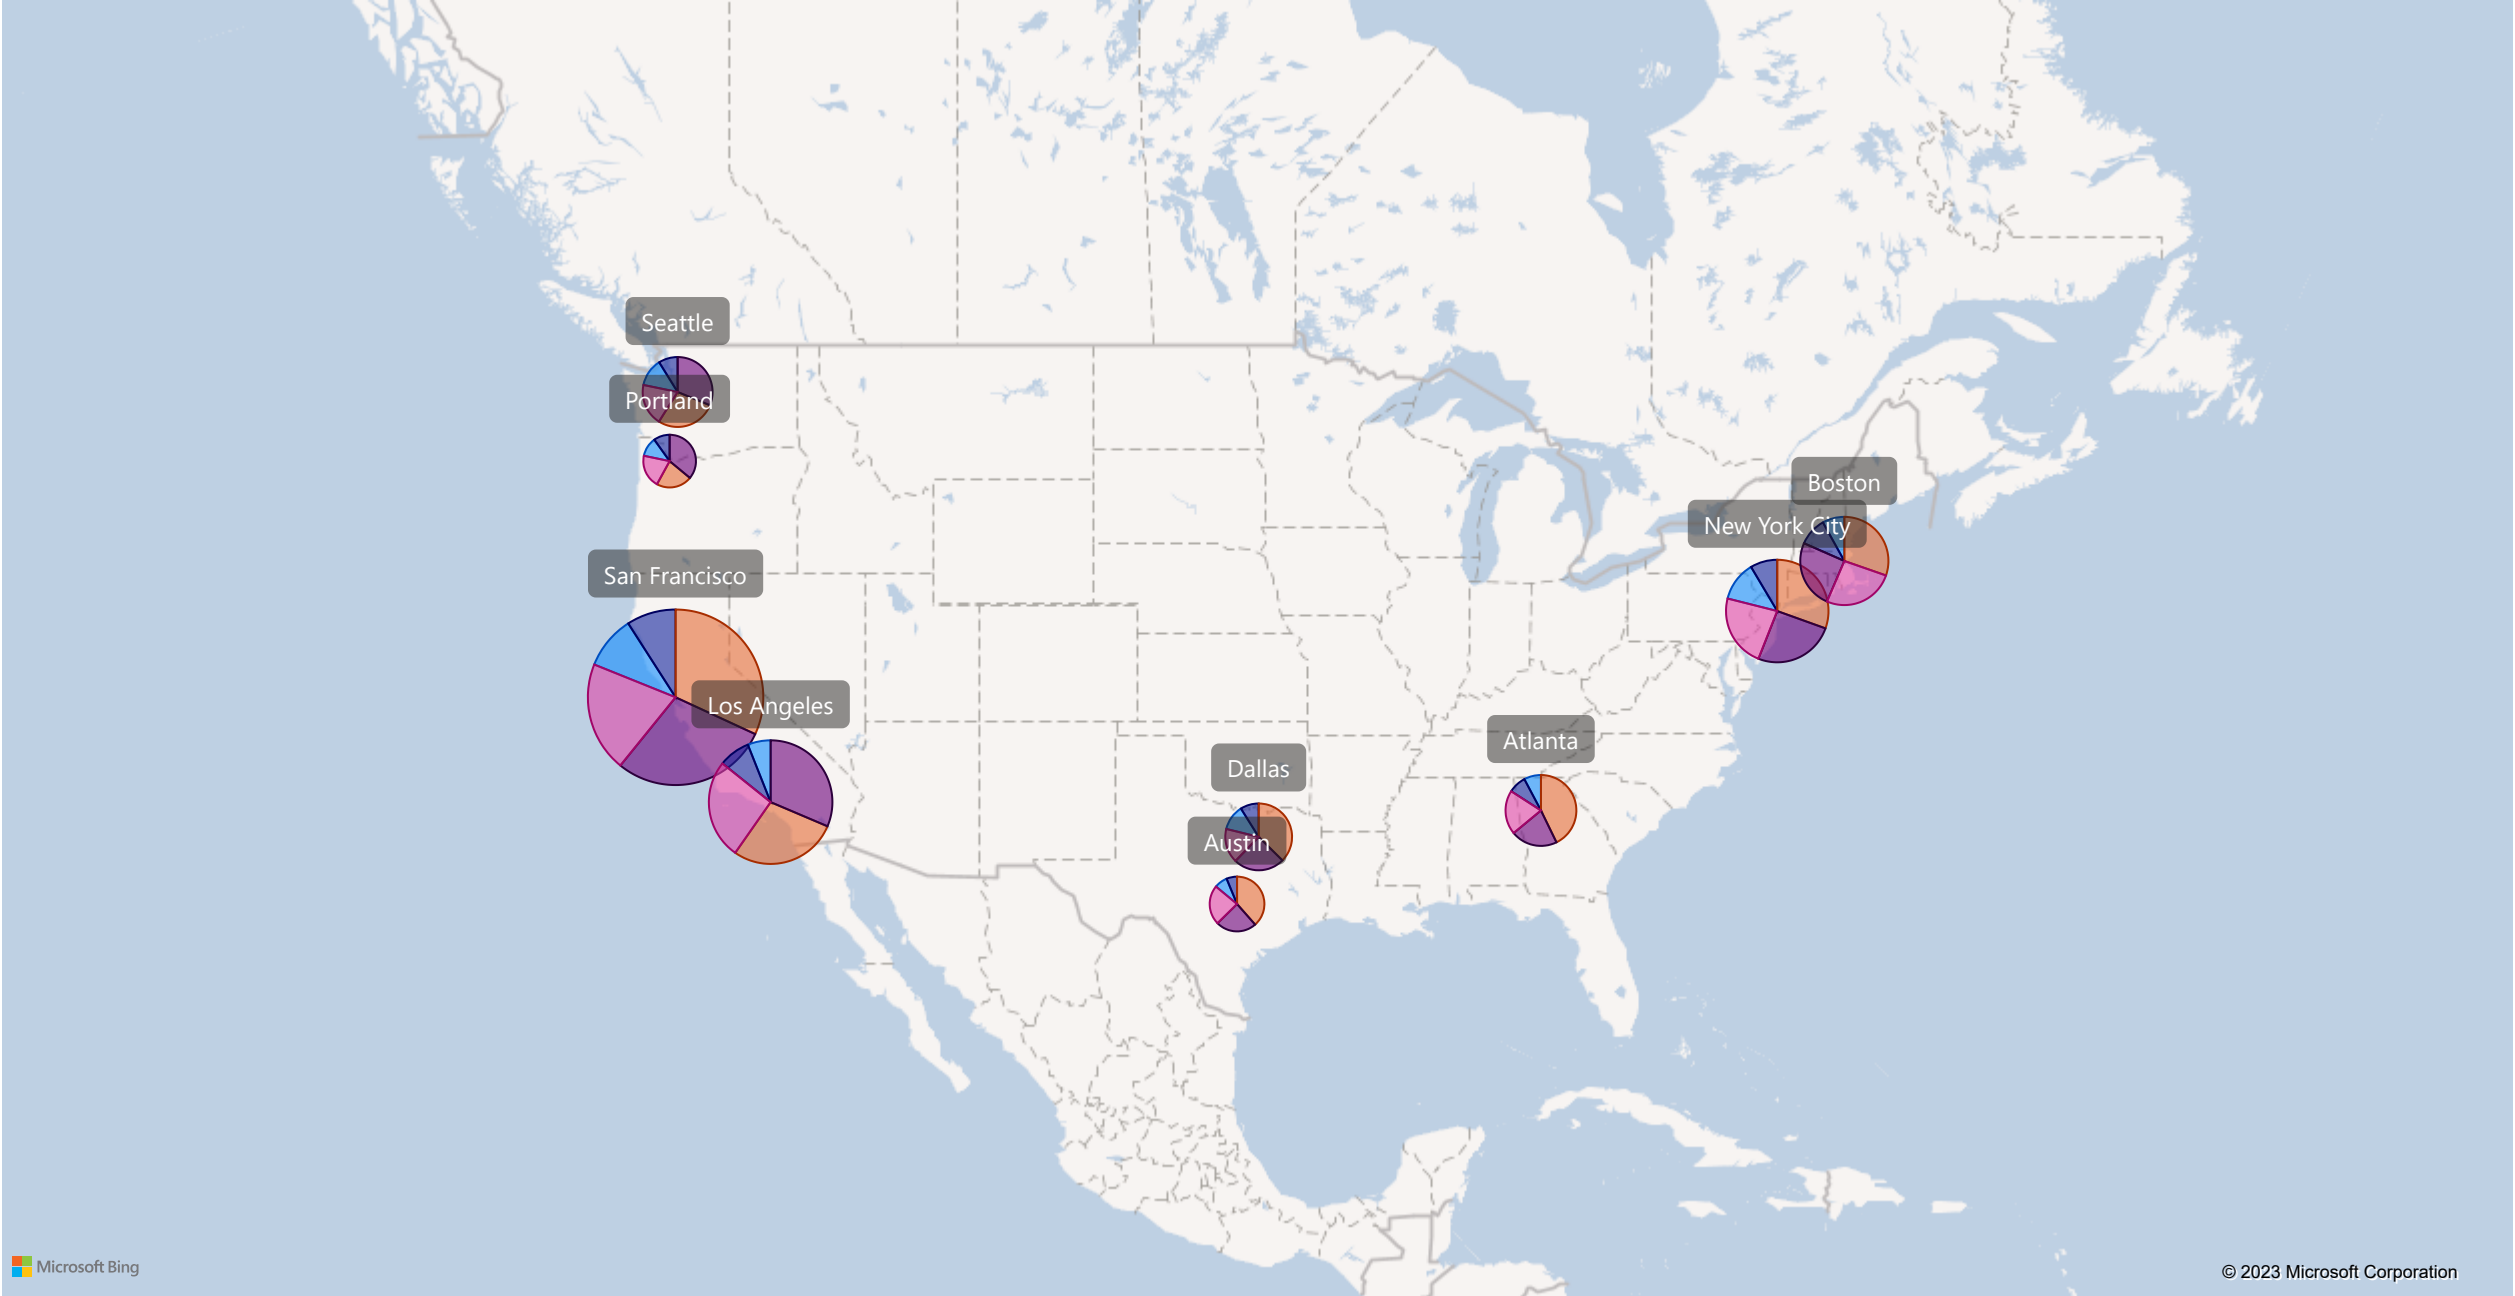 Seattle
Portland
Boston
New York City
San Francisco
Los Angeles
Atlanta
Dallas
Austin
Microsoft Bing
© 2023 Microsoft Corporation